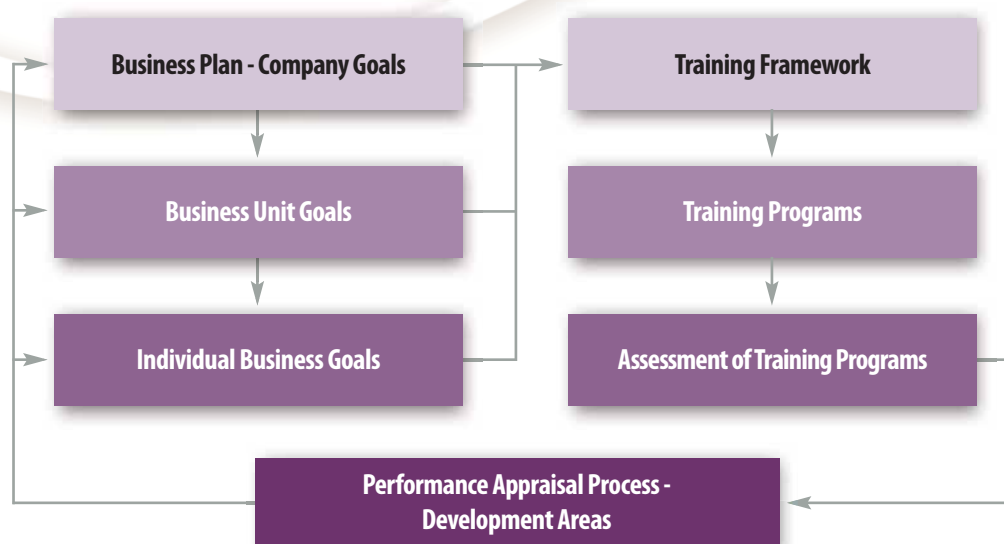 Business Plan - Company Goals
Training Framework
Business Unit Goals
Training Programs
Individual Business Goals
Assessment of Training Programs
Performance Appraisal Process -
Development Areas